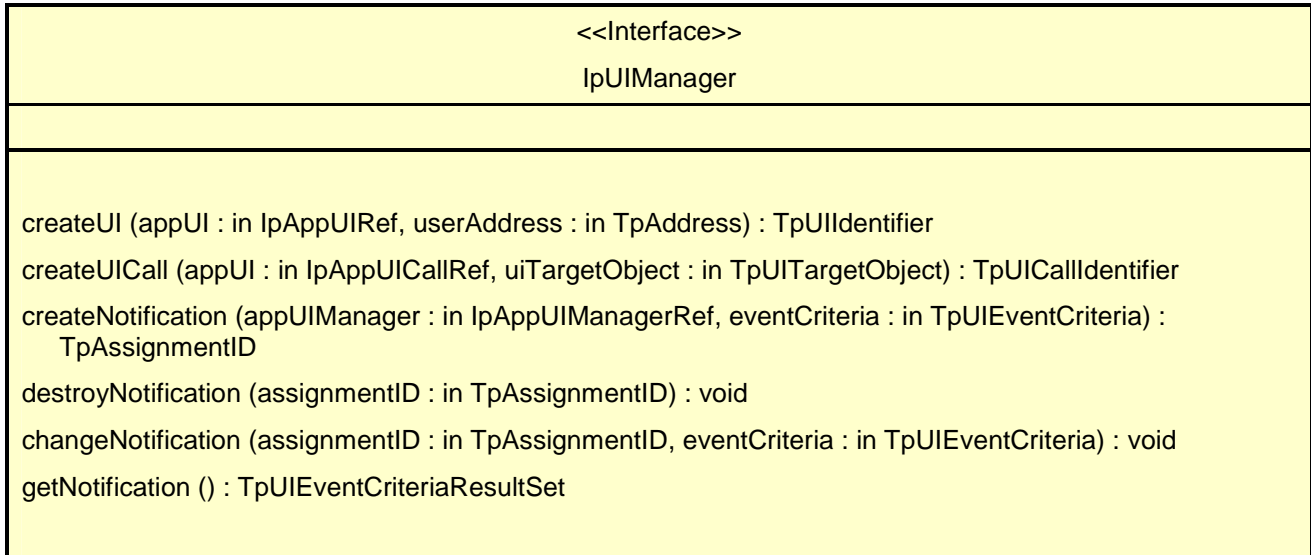 <<Interface>>
IpUIManager
createUI (appUI : in IpAppUIRef, userAddress : in TpAddress) : TpUIIdentifier
createUICall (appUI : in IpAppUICallRef, uiTargetObject : in TpUITargetObject) : TpUICallIdentifier
createNotification (appUIManager : in IpAppUIManagerRef, eventCriteria : in TpUIEventCriteria) :
TpAssignmentID
destroyNotification (assignmentID : in TpAssignmentID) : void
changeNotification (assignmentID : in TpAssignmentID, eventCriteria : in TpUIEventCriteria) : void
getNotification () : TpUIEventCriteriaResultSet